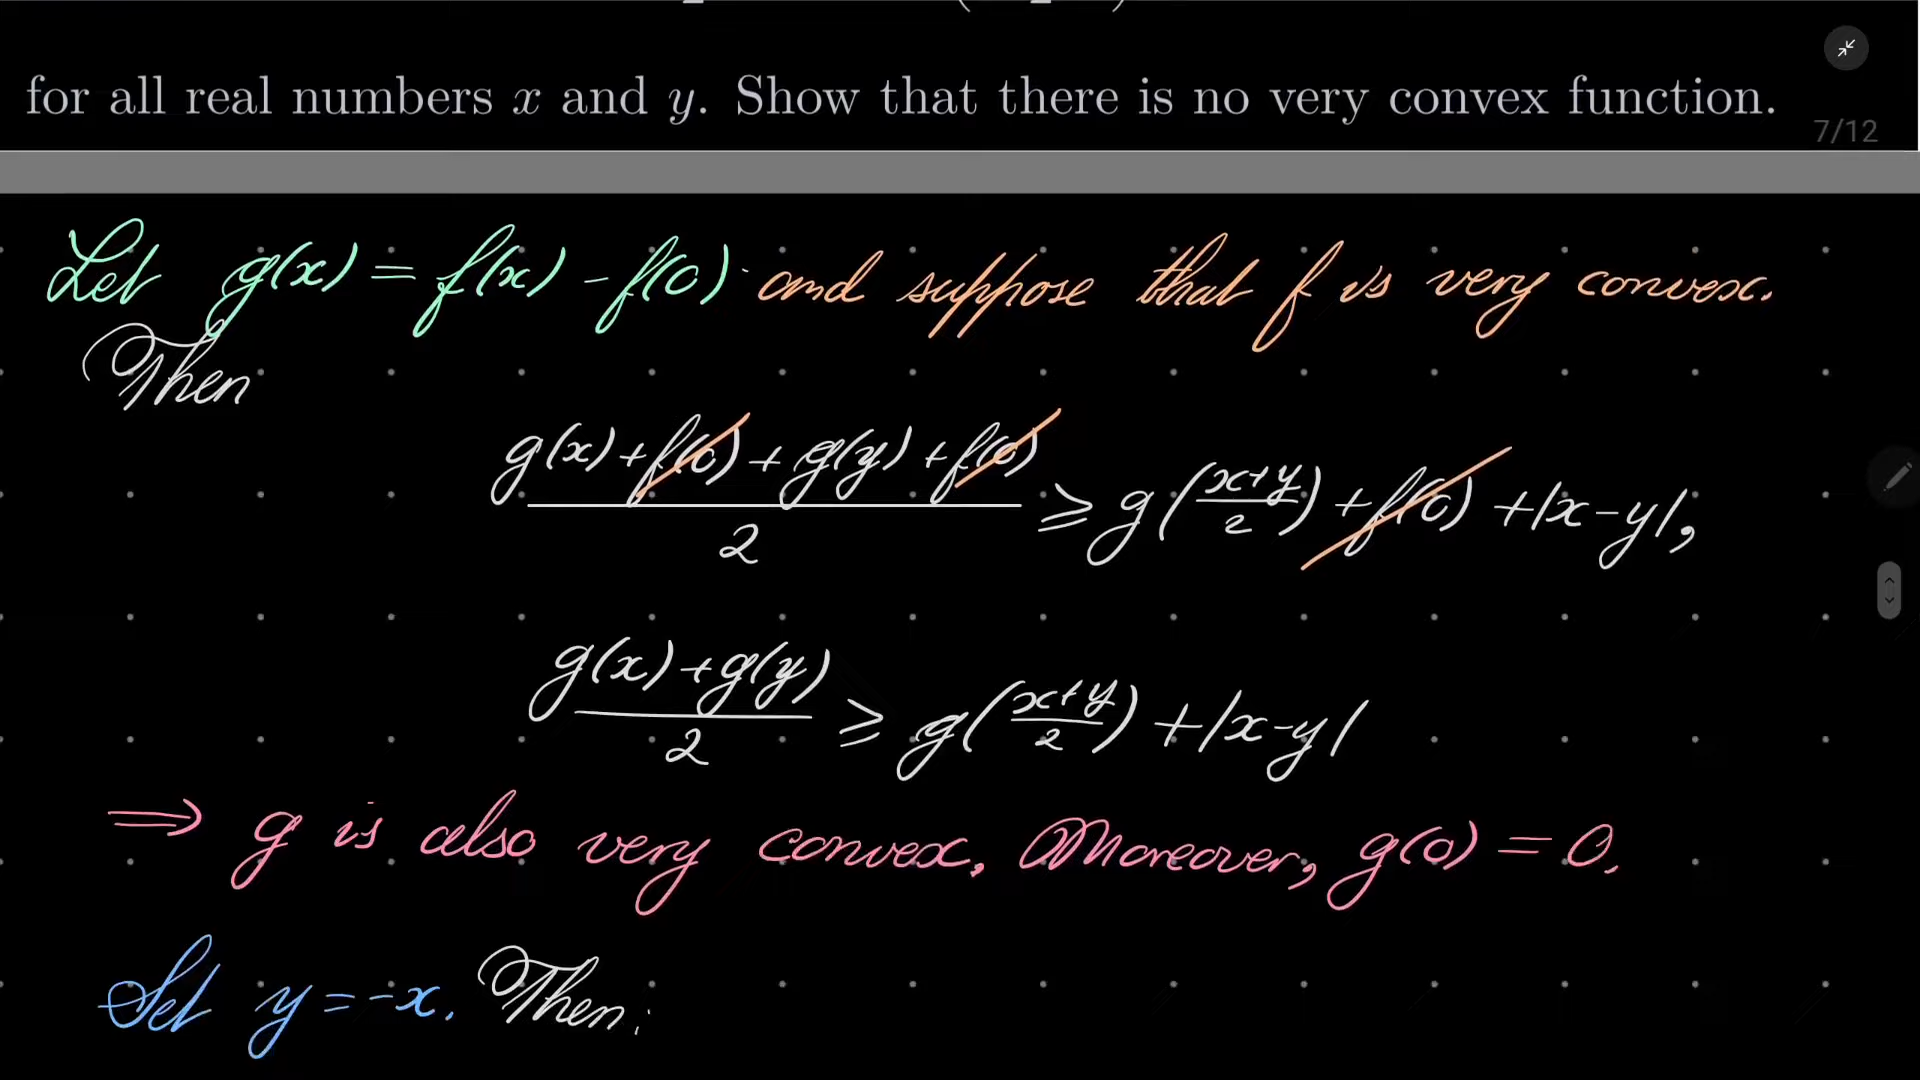 for all real numbers x and y. Show that there is no very convex function.
7/12
Let g(x) = f(x) - f(0) and suppose that f is very convex.
Then
(g(x) + f(0) + g(y) + f(0))/2 ⩾ g((x+y)/2) + f(0) + |x-y|,
(g(x) + g(y))/2 ⩾ g((x+y)/2) + |x-y|
⟹ g is also very convex. Moreover, g(0) = 0.
Set y = -x. Then: